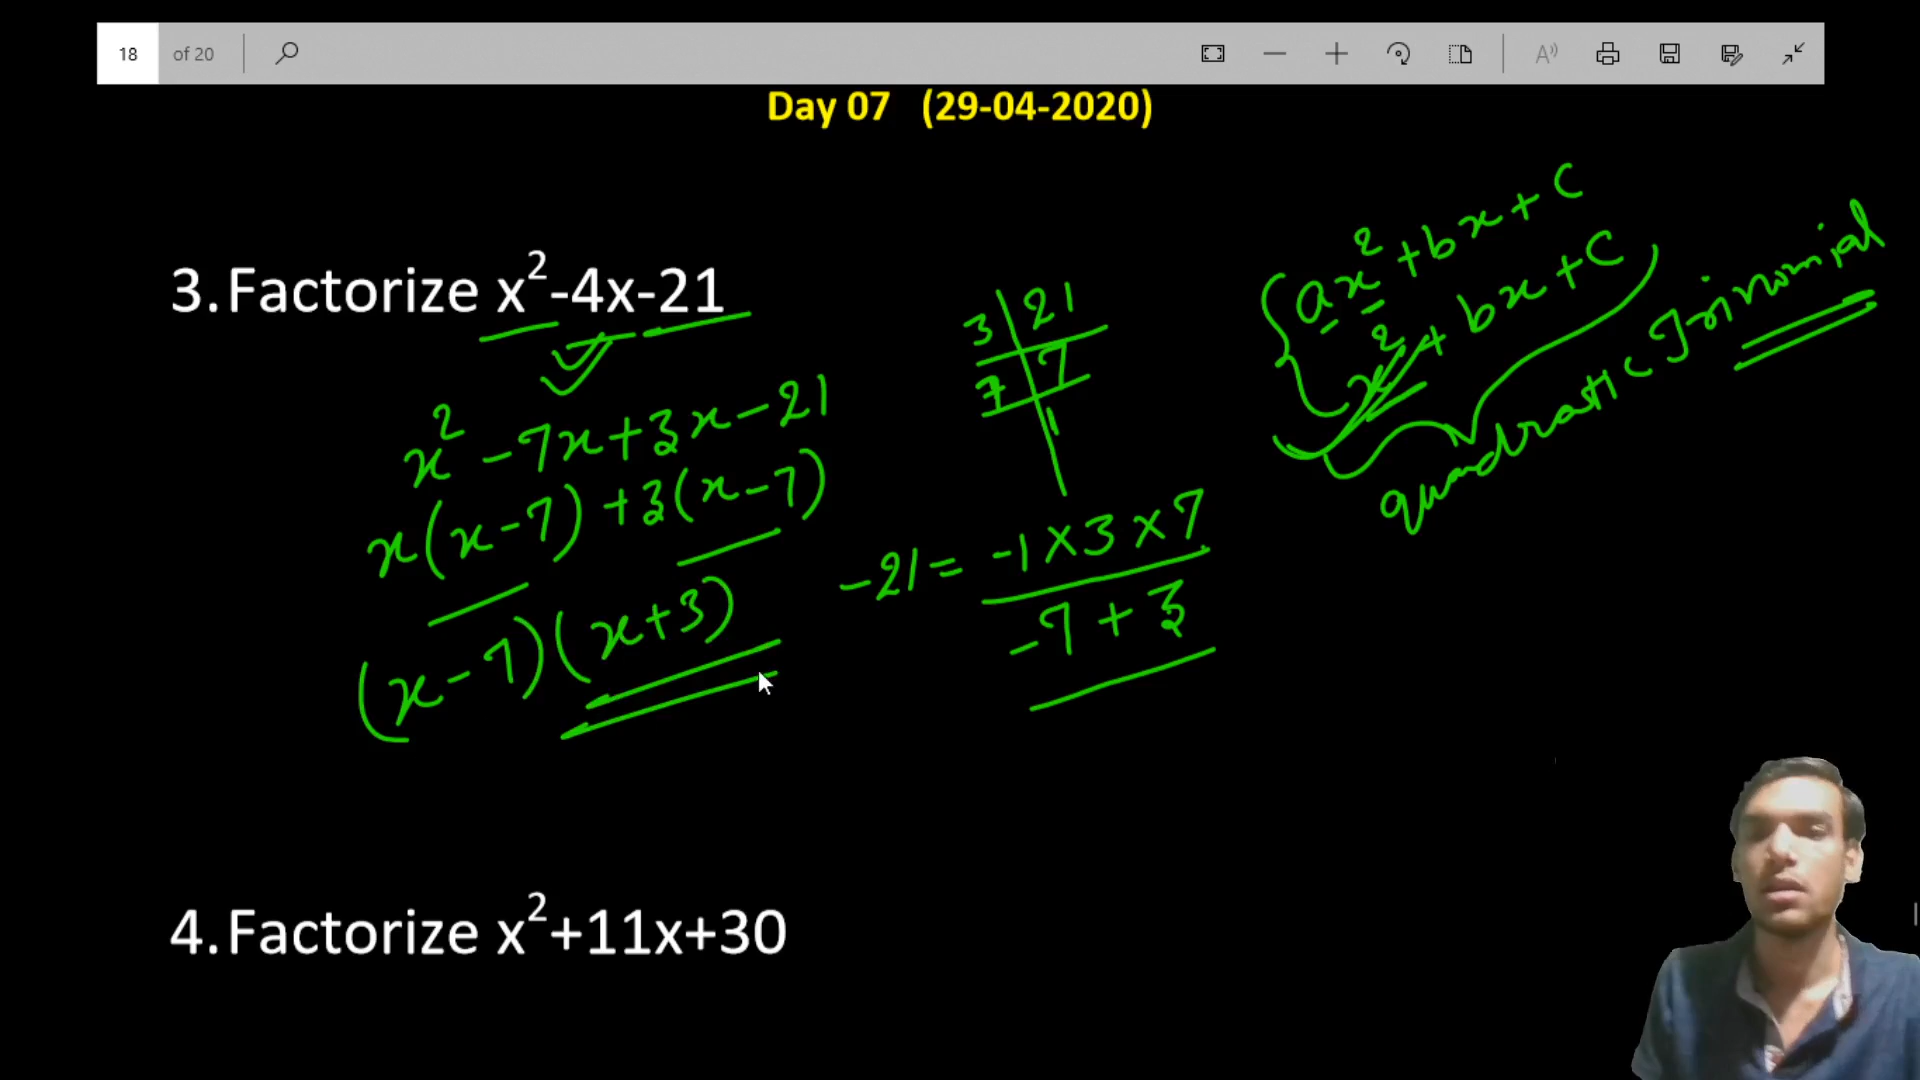 18 of 20
Day 07 (29-04-2020)
3. Factorize x²-4x-21
x² - 7x + 3x - 21
x(x-7) + 3(x-7)
(x-7)(x+3)
3 | 21
7 | 7
1
-21 = -1 × 3 × 7
-7 + 3
ax² + bx + C
x² + bx + C
quadratic Trinomial
4. Factorize x²+11x+30